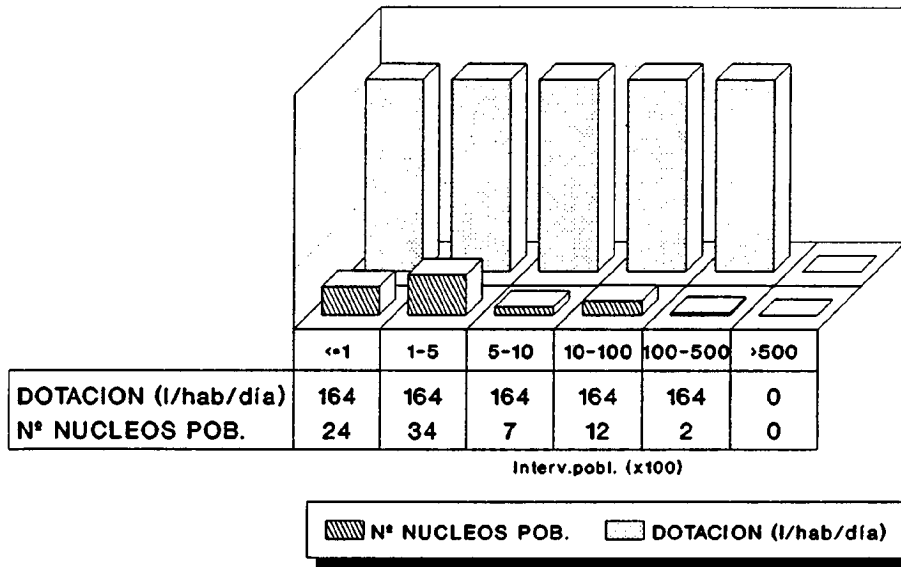 <=1 1-5 5-10 10-100 100-500 >500
DOTACION (l/hab/día) 164 164 164 164 164 0
Nº NUCLEOS POB. 24 34 7 12 2 0
Interv.pobl. (x100)
Nº NUCLEOS POB. DOTACION (l/hab/día)